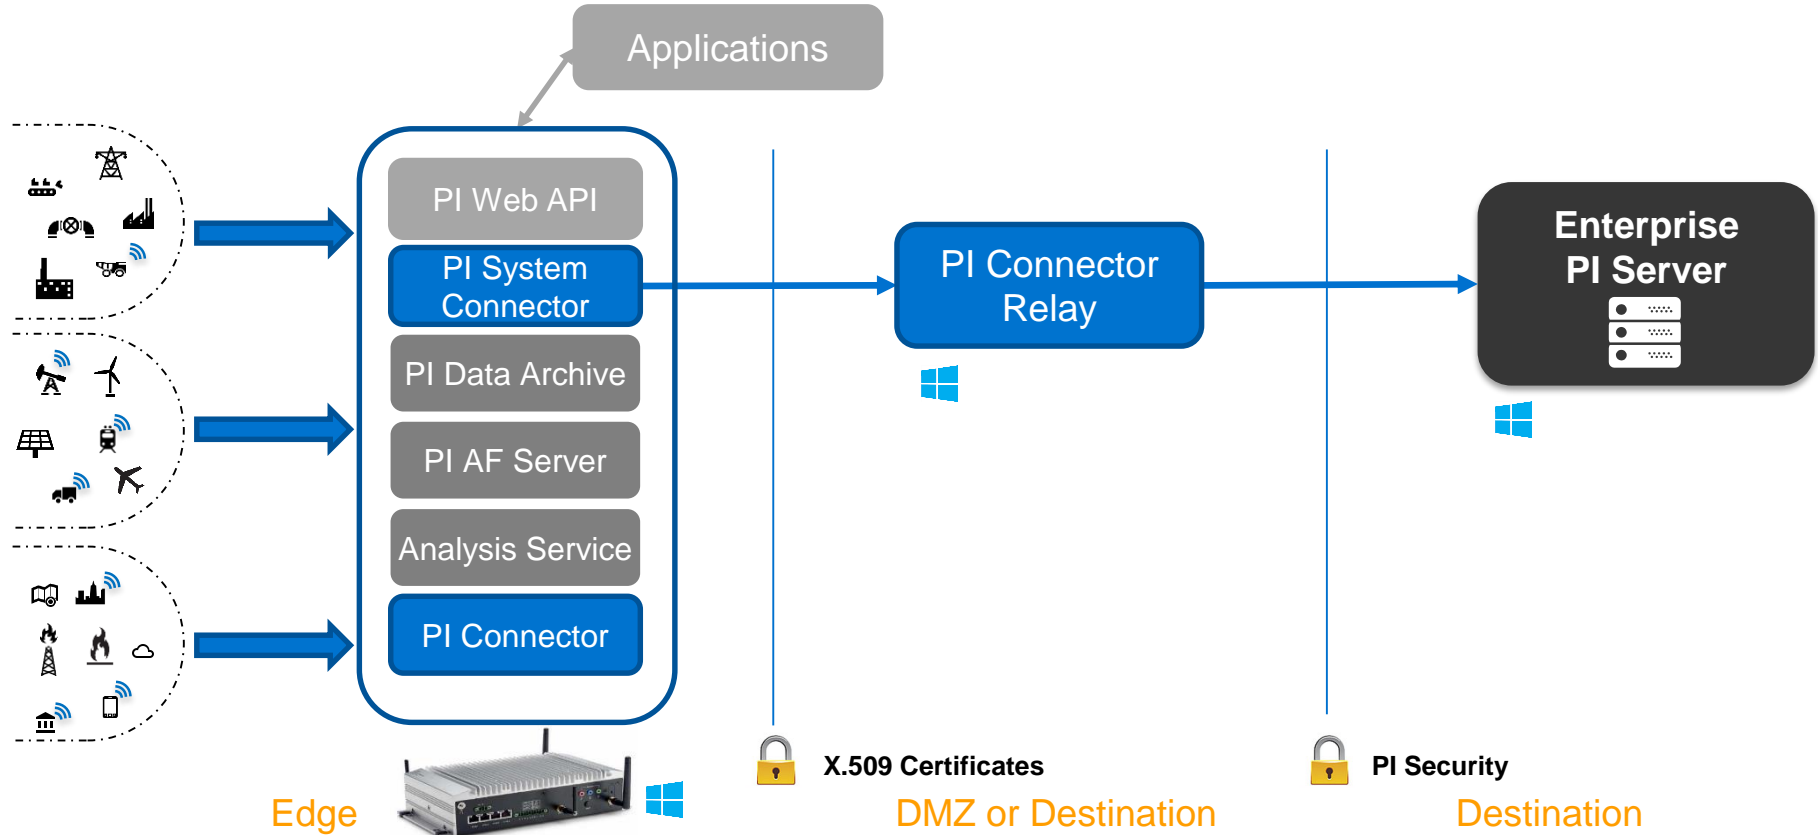 Applications
PI Web API
PI System
Connector
PI Data Archive
PI AF Server
Analysis Service
PI Connector
PI Connector
Relay
Enterprise
PI Server
X.509 Certificates
PI Security
Edge
DMZ or Destination
Destination